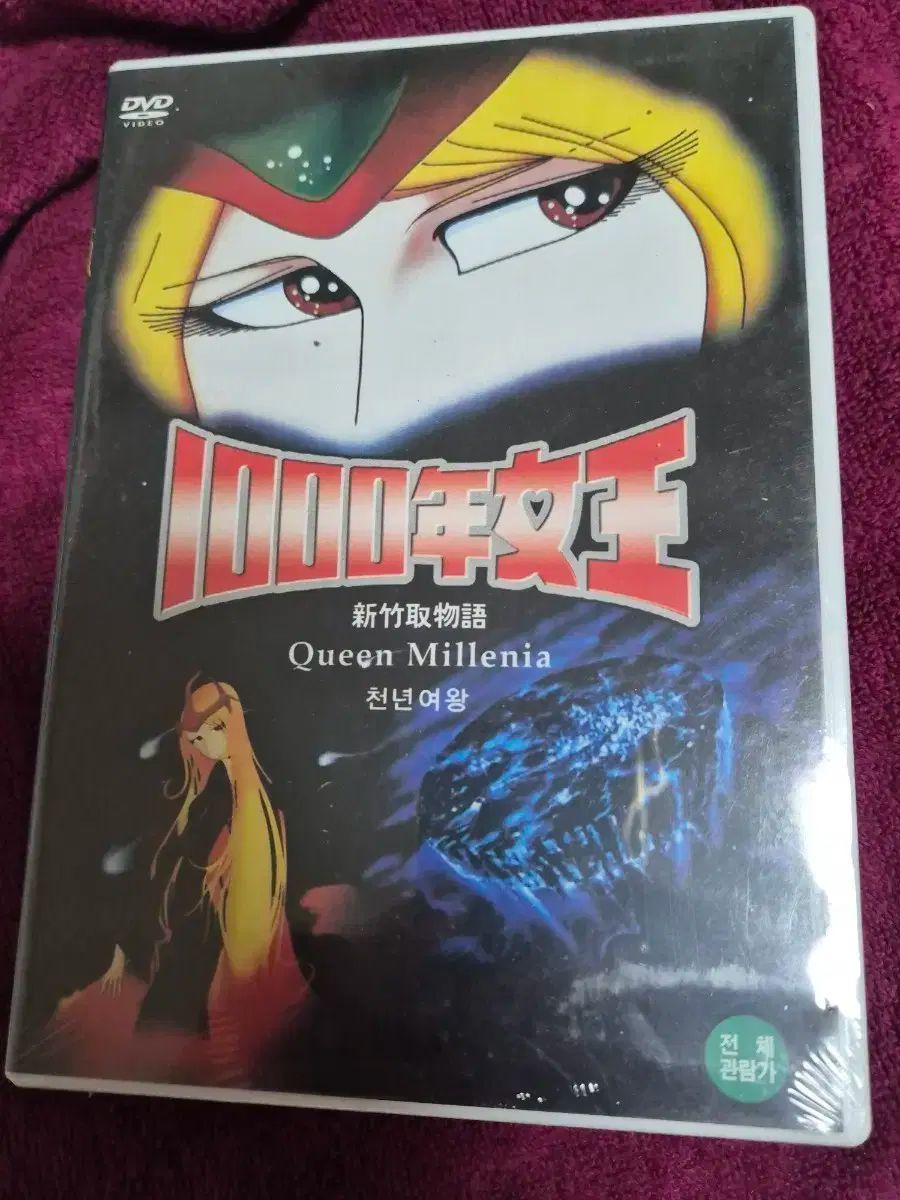 DVD
VIDEO
1000年女王
新竹取物語
Queen Millenia
천년여왕
전 체
관람가